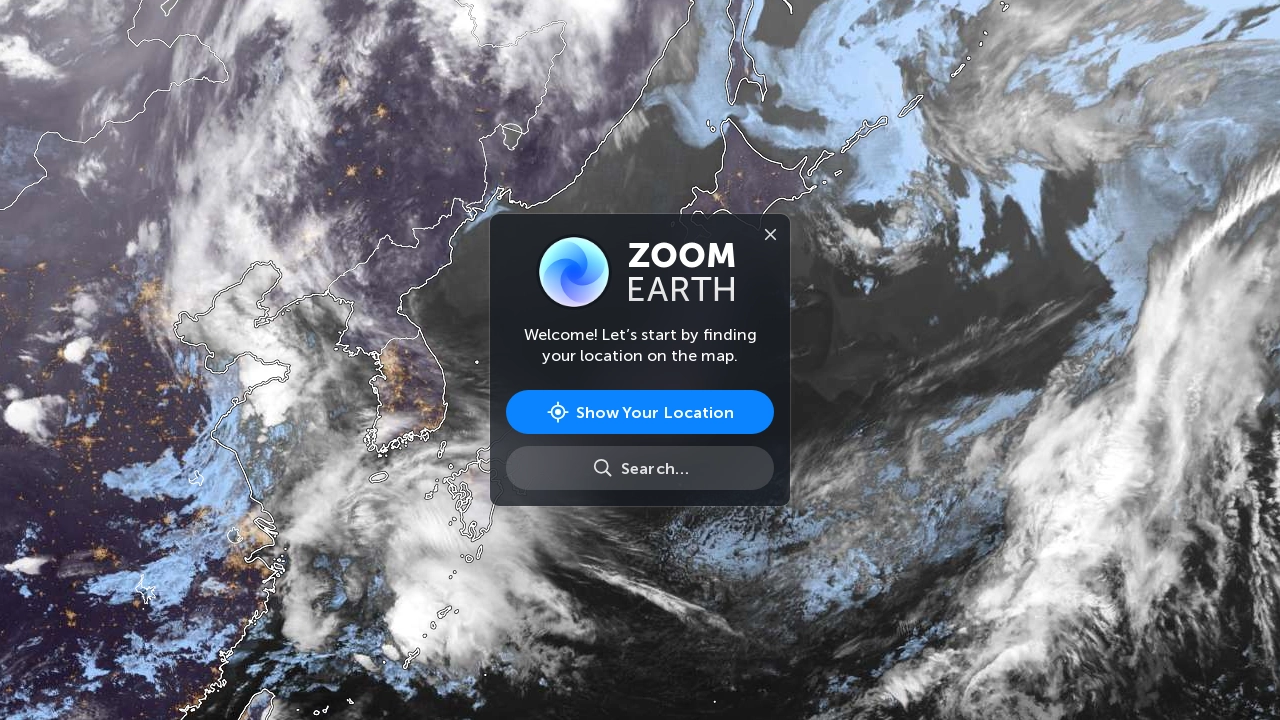 ZOOM
EARTH
Welcome! Let’s start by finding
your location on the map.
Show Your Location
Search…